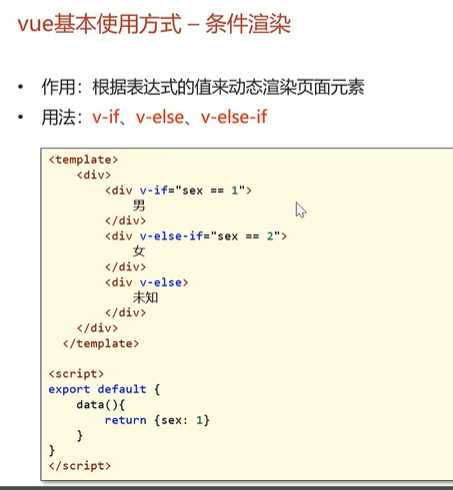 vue基本使用方式 – 条件渲染
• 作用：根据表达式的值来动态渲染页面元素
• 用法：v-if、v-else、v-else-if
<template>
    <div>
        <div v-if="sex == 1">
            男
        </div>
        <div v-else-if="sex == 2">
            女
        </div>
        <div v-else>
            未知
        </div>
    </div>
  </template>
<script>
export default {
    data(){
        return {sex: 1}
    }
}
</script>